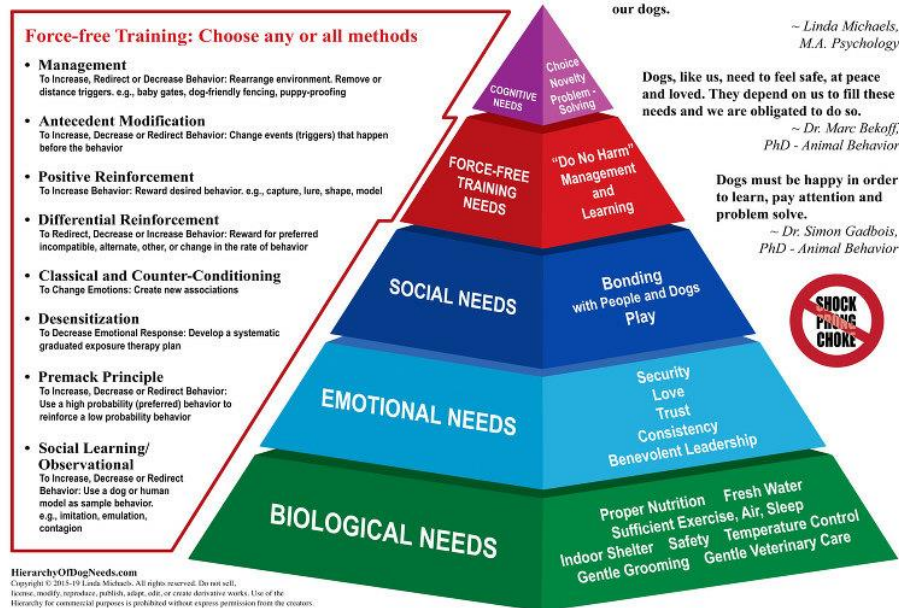 Force-free Training: Choose any or all methods
• Management
To Increase, Redirect or Decrease Behavior: Rearrange environment. Remove or
distance triggers. e.g., baby gates, dog-friendly fencing, puppy-proofing
• Antecedent Modification
To Increase, Decrease or Redirect Behavior: Change events (triggers) that happen
before the behavior
• Positive Reinforcement
To Increase Behavior: Reward desired behavior. e.g., capture, lure, shape, model
• Differential Reinforcement
To Redirect, Decrease or Increase Behavior: Reward for preferred
incompatible, alternate, other, or change in the rate of behavior
• Classical and Counter-Conditioning
To Change Emotions: Create new associations
• Desensitization
To Decrease Emotional Response: Develop a systematic
graduated exposure therapy plan
• Premack Principle
To Increase, Decrease or Redirect Behavior:
Use a high probability (preferred) behavior to
reinforce a low probability behavior
• Social Learning/
Observational
To Increase, Decrease or Redirect
Behavior: Use a dog or human
model as sample behavior.
e.g., imitation, emulation,
contagion
HierarchyOfDogNeeds.com
Copyright © 2015-19 Linda Michaels. All rights reserved. Do not sell,
license, modify, reproduce, publish, adapt, edit, or create derivative works. Use of the
Hierarchy for commercial purposes is prohibited without express permission from the creators.
COGNITIVE
NEEDS
Choice
Novelty
Problem -
Solving
FORCE-FREE
TRAINING
NEEDS
“Do No Harm”
Management
and
Learning
SOCIAL NEEDS
Bonding
with People and Dogs
Play
EMOTIONAL NEEDS
Security
Love
Trust
Consistency
Benevolent Leadership
BIOLOGICAL NEEDS
Proper Nutrition Fresh Water
Sufficient Exercise, Air, Sleep
Indoor Shelter Safety Temperature Control
Gentle Grooming Gentle Veterinary Care
our dogs.
~ Linda Michaels,
M.A. Psychology
Dogs, like us, need to feel safe, at peace
and loved. They depend on us to fill these
needs and we are obligated to do so.
~ Dr. Marc Bekoff,
PhD - Animal Behavior
Dogs must be happy in order
to learn, pay attention and
problem solve.
~ Dr. Simon Gadbois,
PhD - Animal Behavior
SHOCK
PRONG
CHOKE